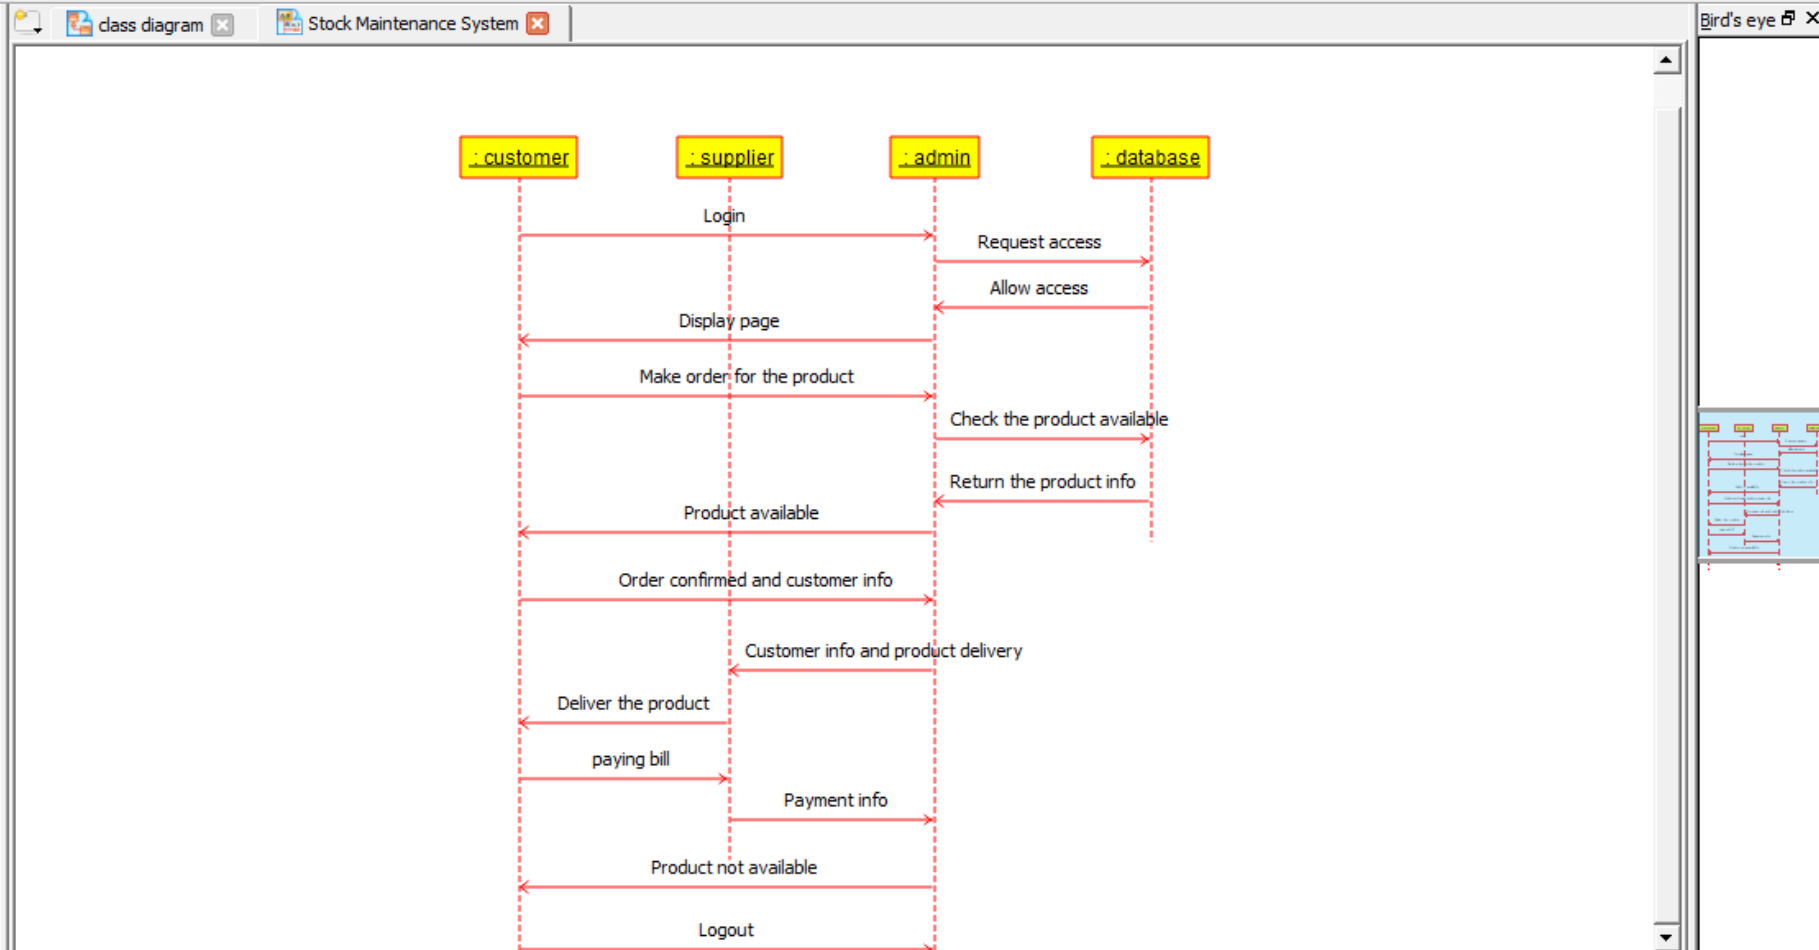 class diagram
Stock Maintenance System
Bird's eye
: customer
: supplier
: admin
: database
Login
Request access
Allow access
Display page
Make order for the product
Check the product available
Return the product info
Product available
Order confirmed and customer info
Customer info and product delivery
Deliver the product
paying bill
Payment info
Product not available
Logout